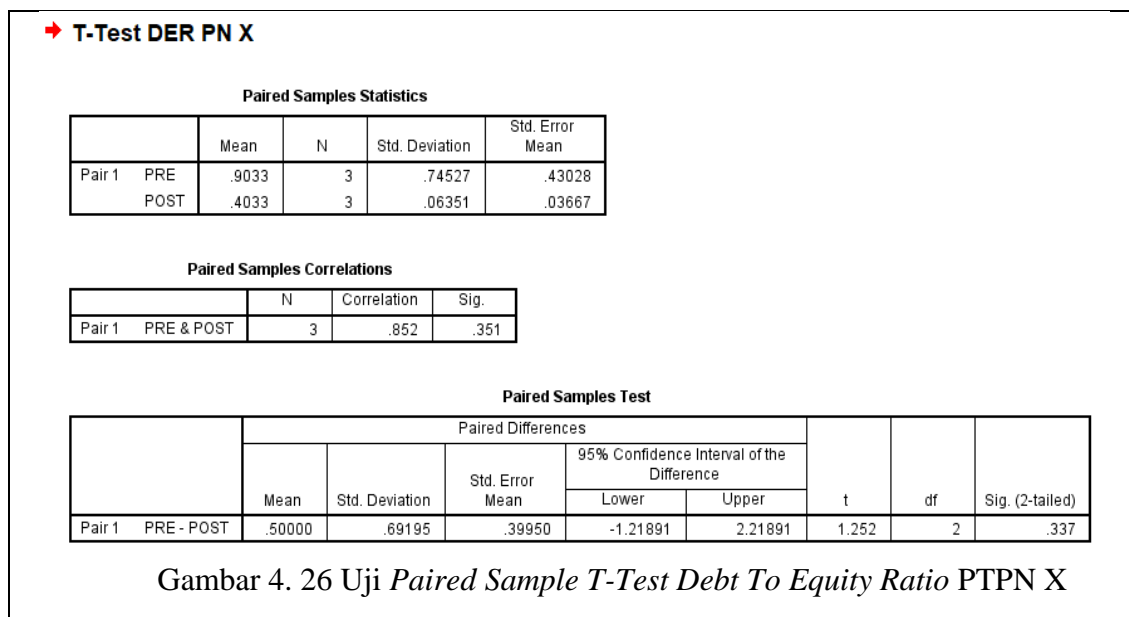 T-Test DER PN X
Paired Samples Statistics
Mean N Std. Deviation Std. Error Mean
Pair 1 PRE .9033 3 .74527 .43028
POST .4033 3 .06351 .03667
Paired Samples Correlations
N Correlation Sig.
Pair 1 PRE & POST 3 .852 .351
Paired Samples Test
Paired Differences
95% Confidence Interval of the Difference
Mean Std. Deviation Std. Error Mean Lower Upper t df Sig. (2-tailed)
Pair 1 PRE - POST .50000 .69195 .39950 -1.21891 2.21891 1.252 2 .337
Gambar 4. 26 Uji Paired Sample T-Test Debt To Equity Ratio PTPN X